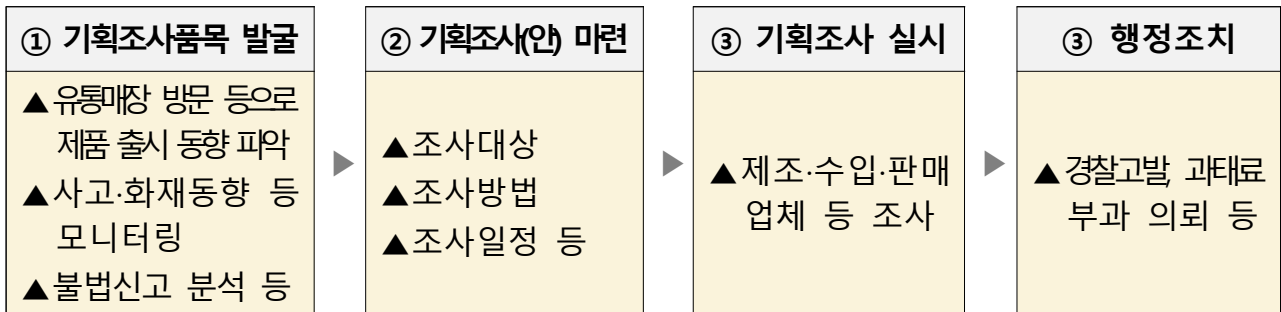 ① 기획조사품목 발굴
▲유통매장 방문 등으로
제품 출시 동향 파악
▲사고·화재동향 등
모니터링
▲불법신고 분석 등
▶
② 기획조사(안) 마련
▲조사대상
▲조사방법
▲조사일정 등
▶
③ 기획조사 실시
▲제조·수입·판매
업체 등 조사
▶
③ 행정조치
▲경찰고발, 과태료
부과 의뢰 등